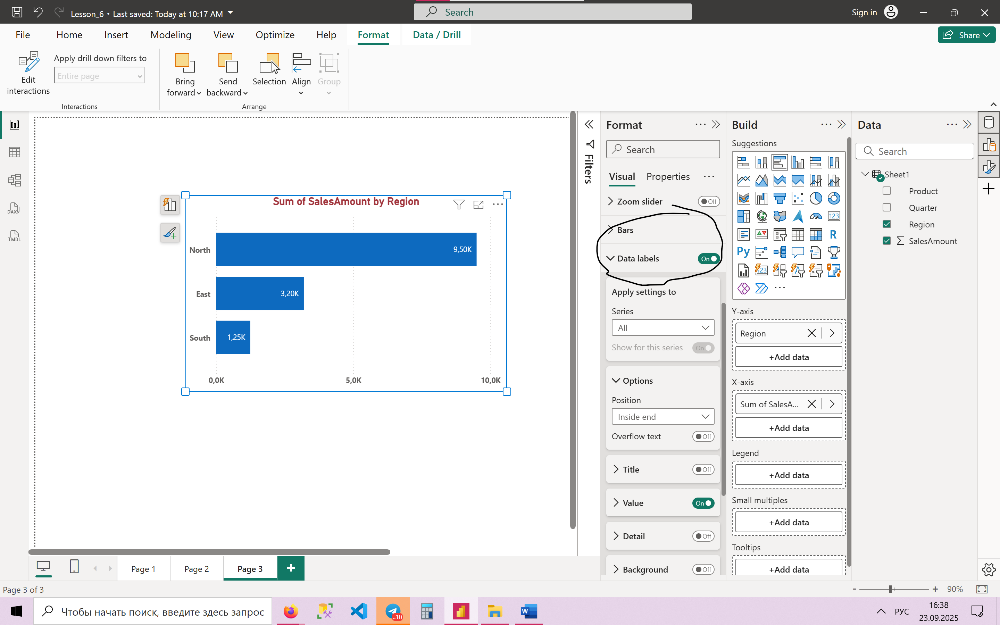 Lesson_6 • Last saved: Today at 10:17 AM
Search
Sign in
File Home Insert Modeling View Optimize Help Format Data / Drill
Share
Edit interactions
Apply drill down filters to
Entire page
Interactions
Bring forward
Send backward
Selection
Align
Group
Arrange
DAX
TMDL
Sum of SalesAmount by Region
North
9,50K
East
3,20K
South
1,25K
0,0K 5,0K 10,0K
Filters
Format
Search
Visual Properties
Zoom slider Off
Bars
Data labels On
Apply settings to
Series
All
Show for this series On
Options
Position
Inside end
Overflow text Off
Title Off
Value On
Detail Off
Background Off
Build
Suggestions
123
R
Py
123
Y-axis
Region
+Add data
X-axis
Sum of SalesA...
+Add data
Legend
+Add data
Small multiples
+Add data
Tooltips
+Add data
Data
Search
Sheet1
Product
Quarter
Region
SalesAmount
Page 1 Page 2 Page 3
Page 3 of 3
- + 90%
Чтобы начать поиск, введите здесь запрос
..10
W
РУС
16:38
23.09.2025